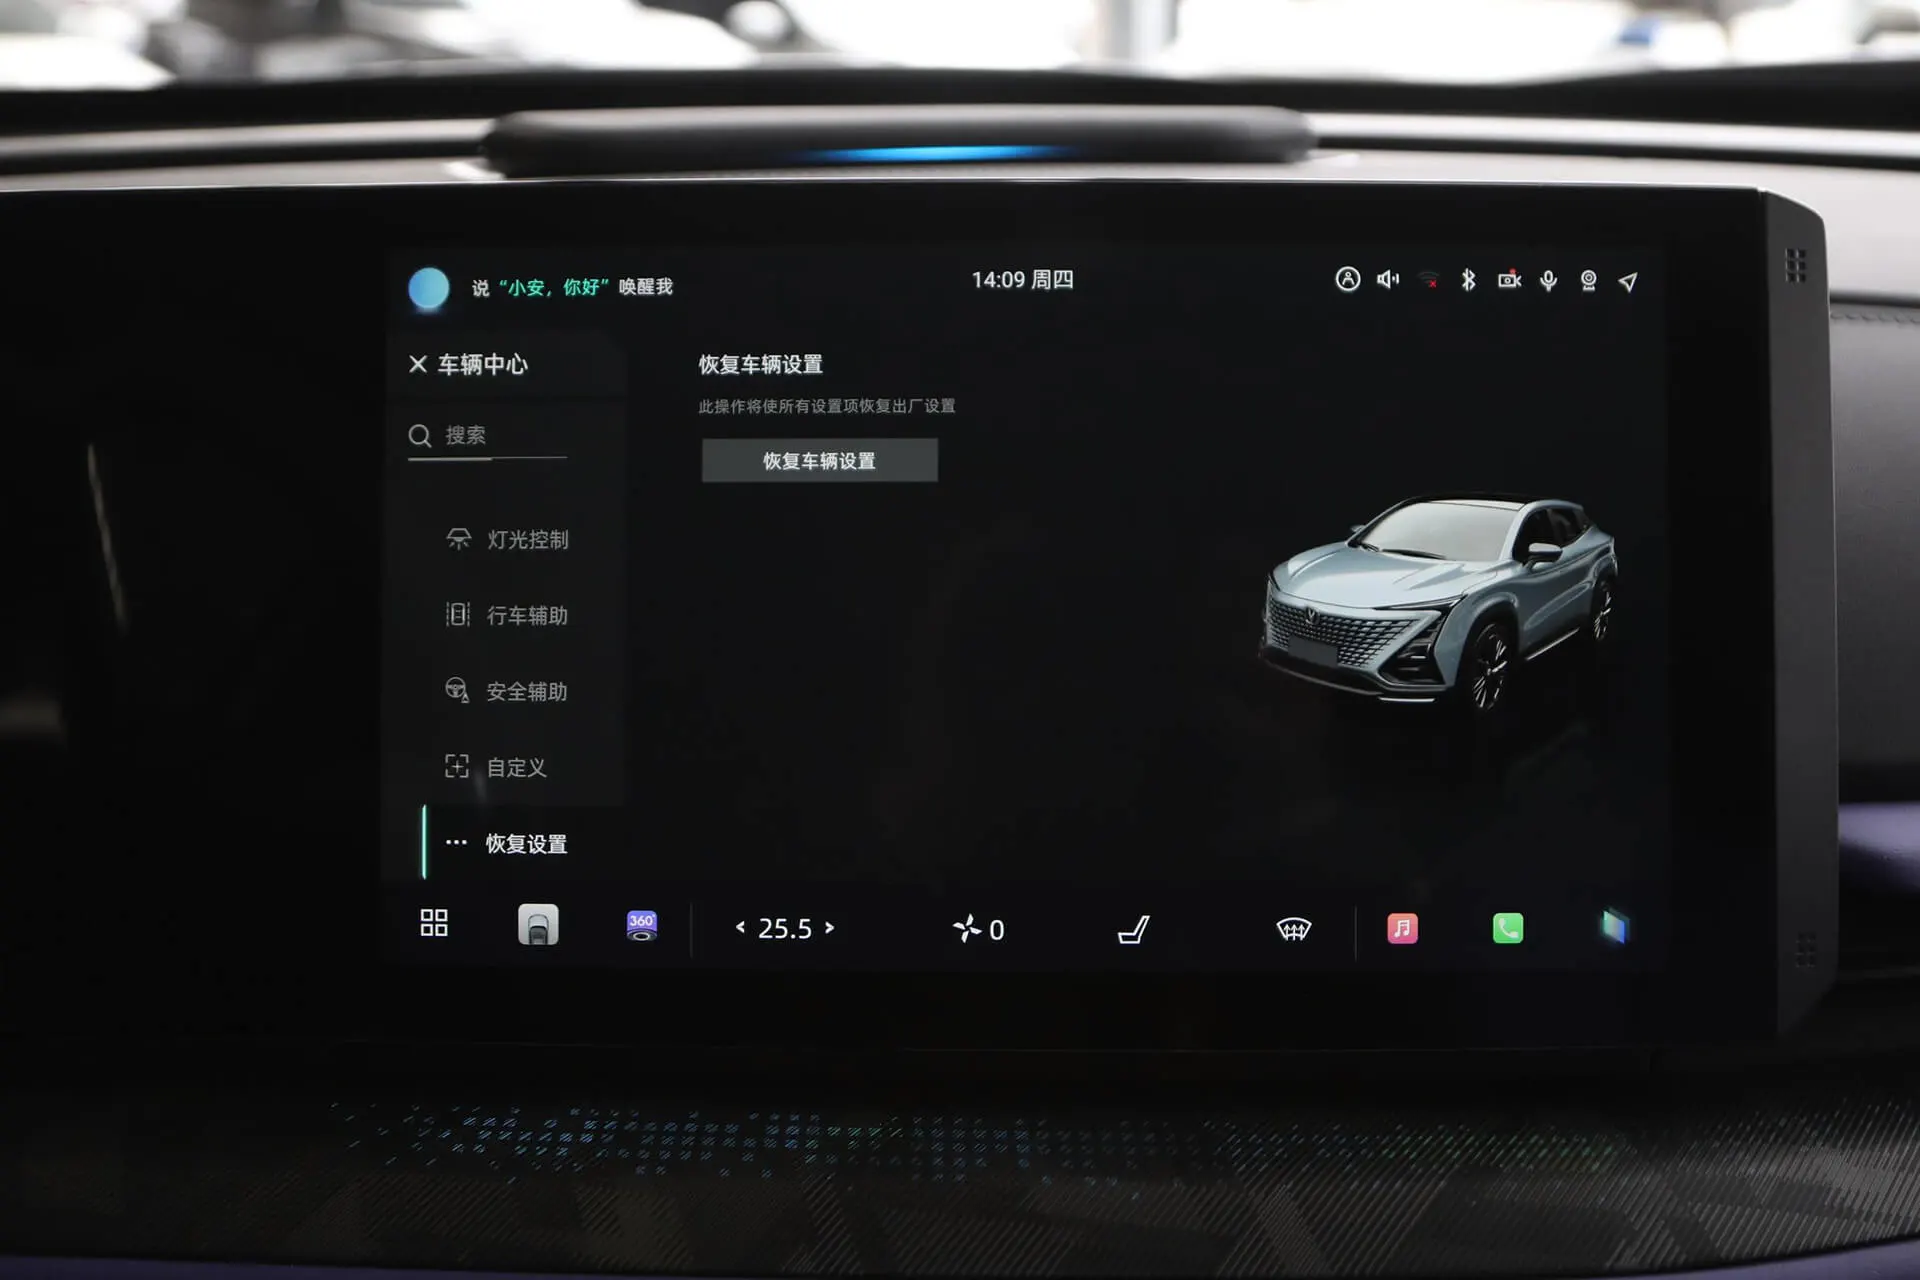 说“小安，你好”唤醒我
14:09 周四
车辆中心
搜索
灯光控制
行车辅助
安全辅助
自定义
恢复设置
恢复车辆设置
此操作将使所有设置项恢复出厂设置
恢复车辆设置
360°
< 25.5 >
0